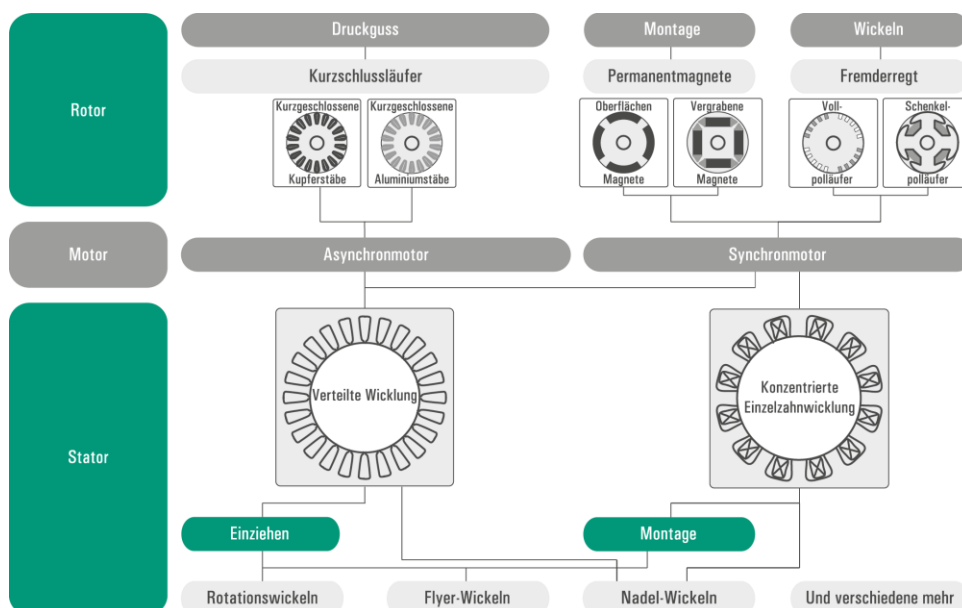 Druckguss
Montage
Wickeln
Rotor
Kurzschlussläufer
Permanentmagnete
Fremderregt
Kurzgeschlossene
Kupferstäbe
Kurzgeschlossene
Aluminiumstäbe
Oberflächen
Magnete
Vergrabene
Magnete
Voll-
polläufer
Schenkel-
polläufer
Motor
Asynchronmotor
Synchronmotor
Stator
Verteilte Wicklung
Konzentrierte
Einzelzahnwicklung
Einziehen
Montage
Rotationswickeln
Flyer-Wickeln
Nadel-Wickeln
Und verschiedene mehr